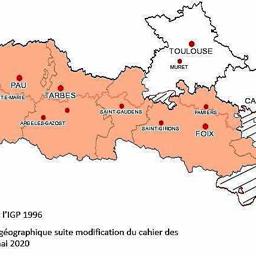 TOULOUSE
MURET
PAU
TE-MARIE
TARBES
SAINT-GAUDENS
PAMIERS
CA
ARGELES-GAZOST
SAINT-GIRONS
FOIX
l'IGP 1996
géographique suite modification du cahier des
mai 2020